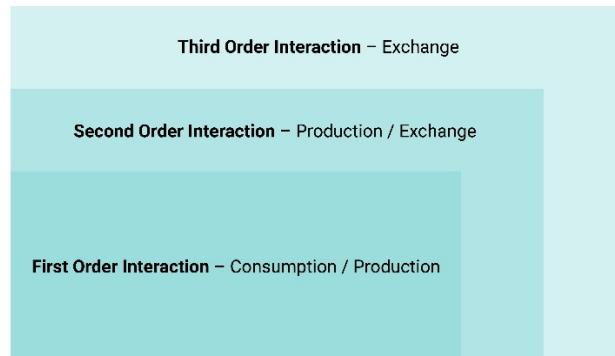 Third Order Interaction – Exchange
Second Order Interaction – Production / Exchange
First Order Interaction – Consumption / Production